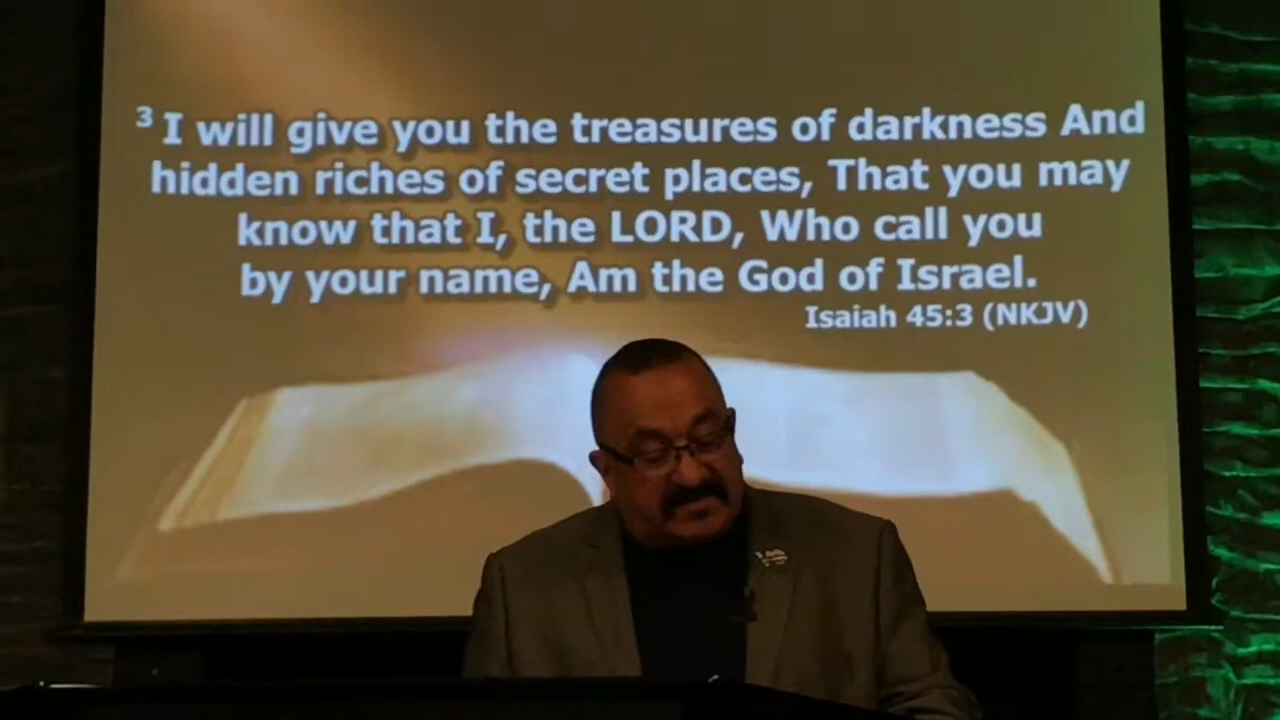 3 I will give you the treasures of darkness And
hidden riches of secret places, That you may
know that I, the LORD, Who call you
by your name, Am the God of Israel.
Isaiah 45:3 (NKJV)